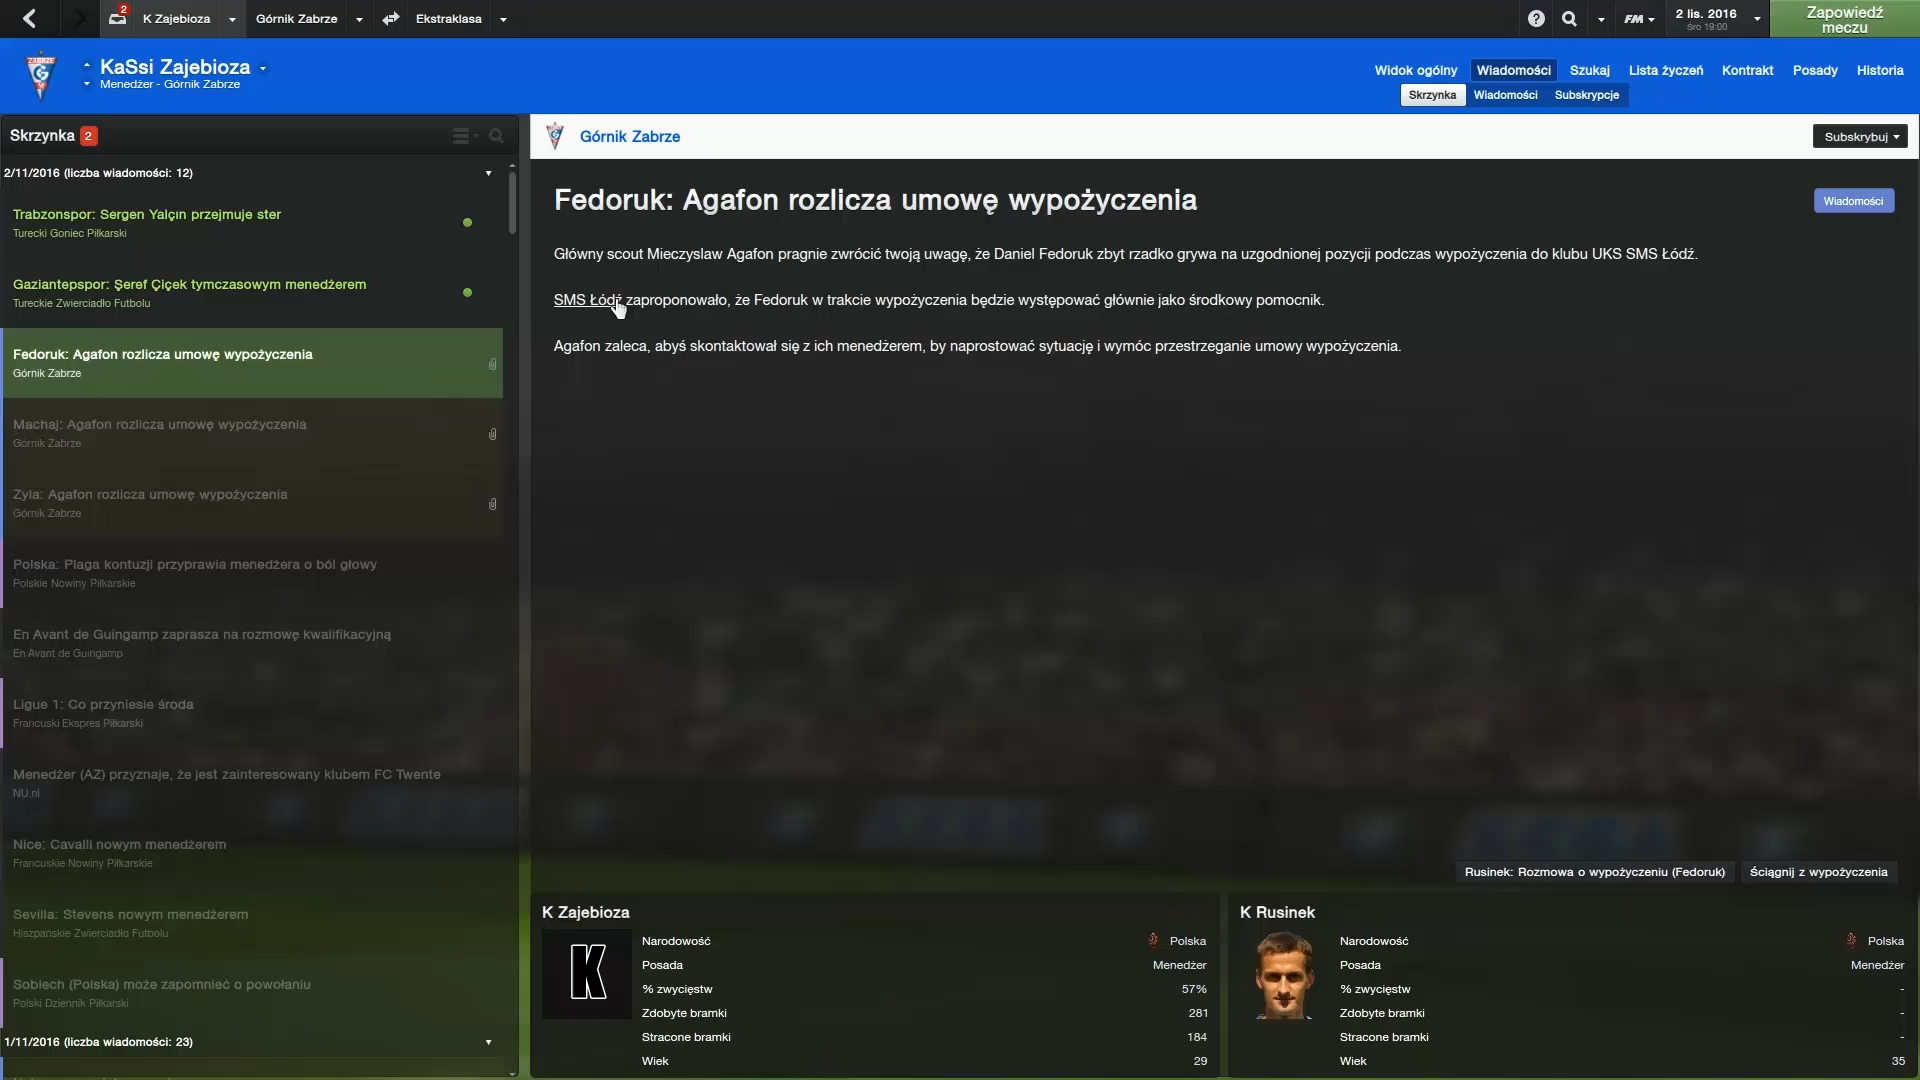 2
K Zajebioza
Górnik Zabrze
Ekstraklasa
FM
2 lis. 2016
Śro 19:00
Zapowiedź
meczu
KaSsi Zajebioza
Menedżer - Górnik Zabrze
Widok ogólny
Wiadomości
Szukaj
Lista życzeń
Kontrakt
Posady
Historia
Skrzynka
Wiadomości
Subskrypcje
Skrzynka 2
2/11/2016 (liczba wiadomości: 12)
Trabzonspor: Sergen Yalçın przejmuje ster
Turecki Goniec Piłkarski
Gaziantepspor: Şeref Çiçek tymczasowym menedżerem
Tureckie Zwierciadło Futbolu
Fedoruk: Agafon rozlicza umowę wypożyczenia
Górnik Zabrze
Machaj: Agafon rozlicza umowę wypożyczenia
Górnik Zabrze
Zyla: Agafon rozlicza umowę wypożyczenia
Górnik Zabrze
Polska: Plaga kontuzji przyprawia menedżera o ból głowy
Polskie Nowiny Piłkarskie
En Avant de Guingamp zaprasza na rozmowę kwalifikacyjną
En Avant de Guingamp
Ligue 1: Co przyniesie środa
Francuski Ekspres Piłkarski
Menedżer (AZ) przyznaje, że jest zainteresowany klubem FC Twente
NU.nl
Nice: Cavalli nowym menedżerem
Francuskie Nowiny Piłkarskie
Sevilla: Stevens nowym menedżerem
Hiszpańskie Zwierciadło Futbolu
Sobiech (Polska) może zapomnieć o powołaniu
Polski Dziennik Piłkarski
1/11/2016 (liczba wiadomości: 23)
Górnik Zabrze
Subskrybuj
Fedoruk: Agafon rozlicza umowę wypożyczenia
Wiadomości
Główny scout Mieczyslaw Agafon pragnie zwrócić twoją uwagę, że Daniel Fedoruk zbyt rzadko grywa na uzgodnionej pozycji podczas wypożyczenia do klubu UKS SMS Łódź.
SMS Łódź zaproponowało, że Fedoruk w trakcie wypożyczenia będzie występować głównie jako środkowy pomocnik.
Agafon zaleca, abyś skontaktował się z ich menedżerem, by naprostować sytuację i wymóc przestrzeganie umowy wypożyczenia.
Rusinek: Rozmowa o wypożyczeniu (Fedoruk)
Ściągnij z wypożyczenia
K Zajebioza
K
Narodowość Polska
Posada Menedżer
% zwycięstw 57%
Zdobyte bramki 281
Stracone bramki 184
Wiek 29
K Rusinek
Narodowość Polska
Posada Menedżer
% zwycięstw -
Zdobyte bramki -
Stracone bramki -
Wiek 35